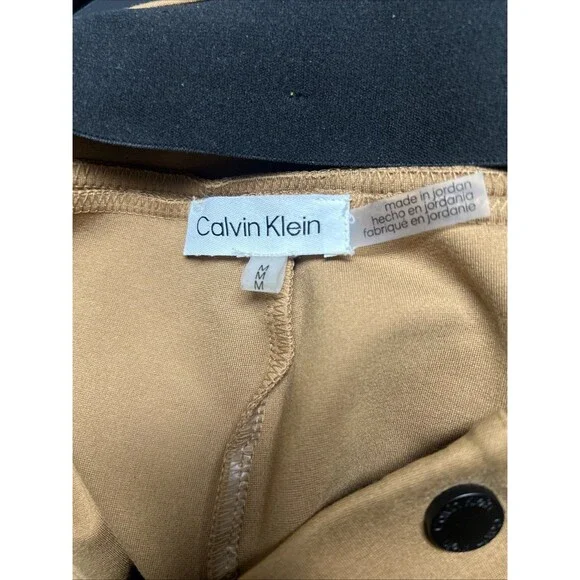 Calvin Klein
made in jordan
hecho en jordania
fabriqué en jordanie
M
M
M